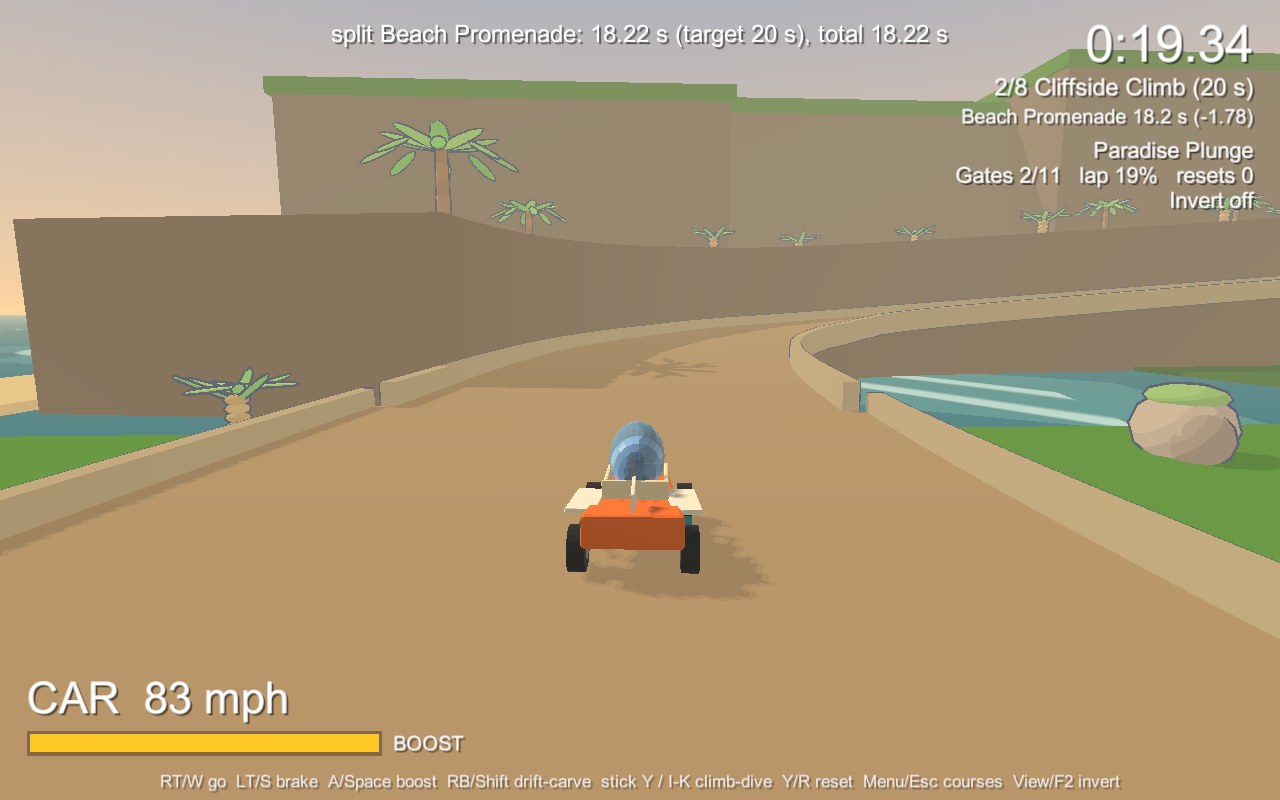 split Beach Promenade: 18.22 s (target 20 s), total 18.22 s
0:19.34
2/8 Cliffside Climb (20 s)
Beach Promenade 18.2 s (-1.78)
Paradise Plunge
Gates 2/11 lap 19% resets 0
Invert off
CAR 83 mph
BOOST
RT/W go LT/S brake A/Space boost RB/Shift drift-carve stick Y / I-K climb-dive Y/R reset Menu/Esc courses View/F2 invert